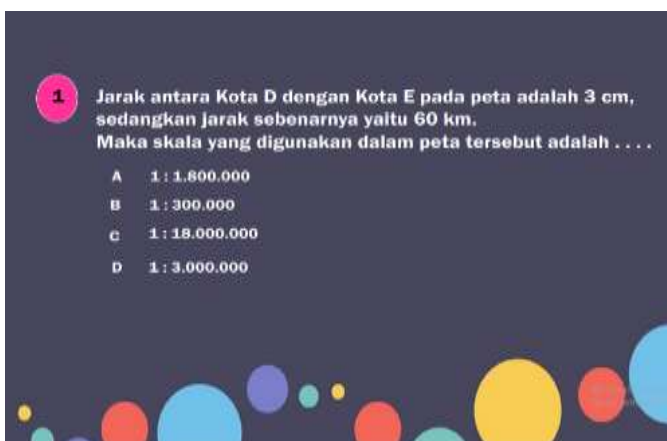 1
Jarak antara Kota D dengan Kota E pada peta adalah 3 cm,
sedangkan jarak sebenarnya yaitu 60 km.
Maka skala yang digunakan dalam peta tersebut adalah . . . .
A 1 : 1.800.000
B 1 : 300.000
C 1 : 18.000.000
D 1 : 3.000.000